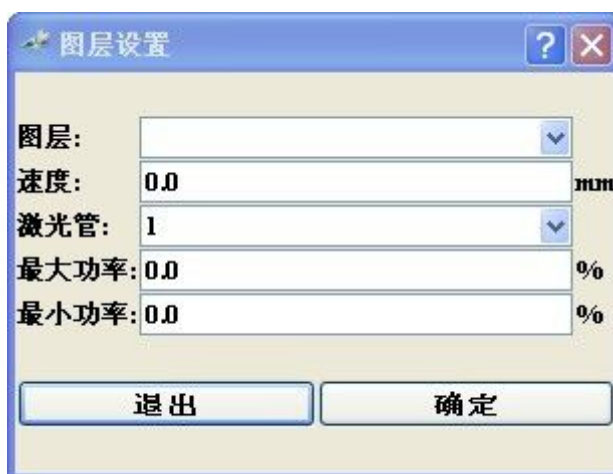 图层设置
图层:
速度: 0.0 mm
激光管: 1
最大功率: 0.0 %
最小功率: 0.0 %
退出 确定